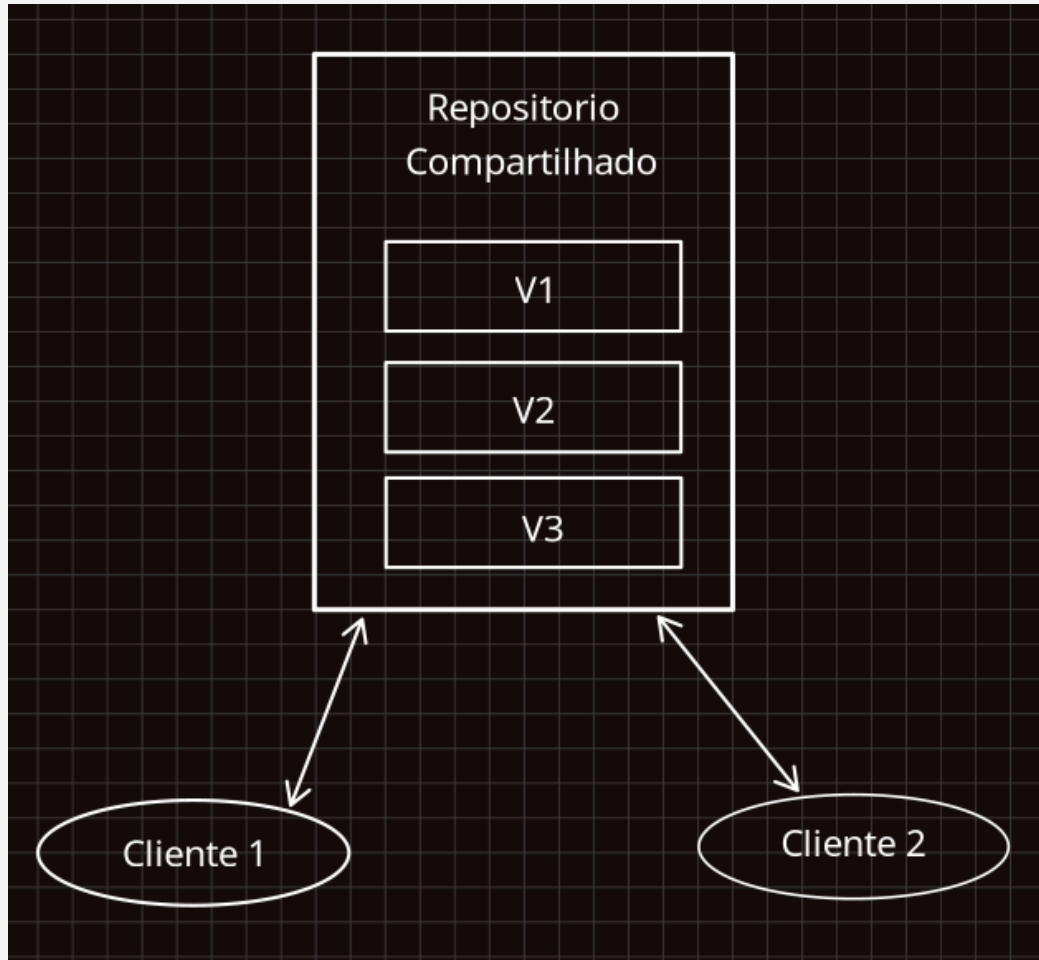 Repositorio
Compartilhado
V1
V2
V3
Cliente 1
Cliente 2